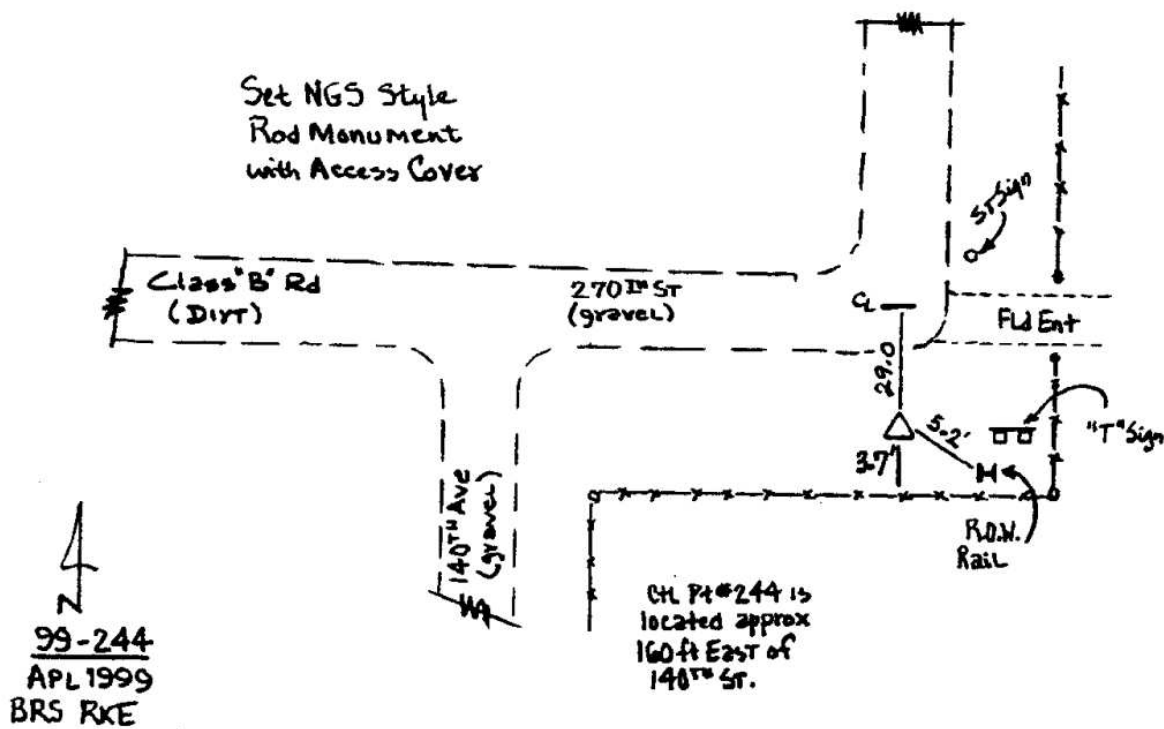 Set NGS Style
Rod Monument
with Access Cover
ST Sign
Class "B" Rd
(Dirt)
270TH ST
(gravel)
CL
Fld Ent
29.0
5.2'
"T" Sign
3.7'
R.O.W.
Rail
140TH Ave
(gravel)
Ctl Pt #244 is
located approx
160 ft East of
140TH ST.
N
99-244
APL 1999
BRS RKE